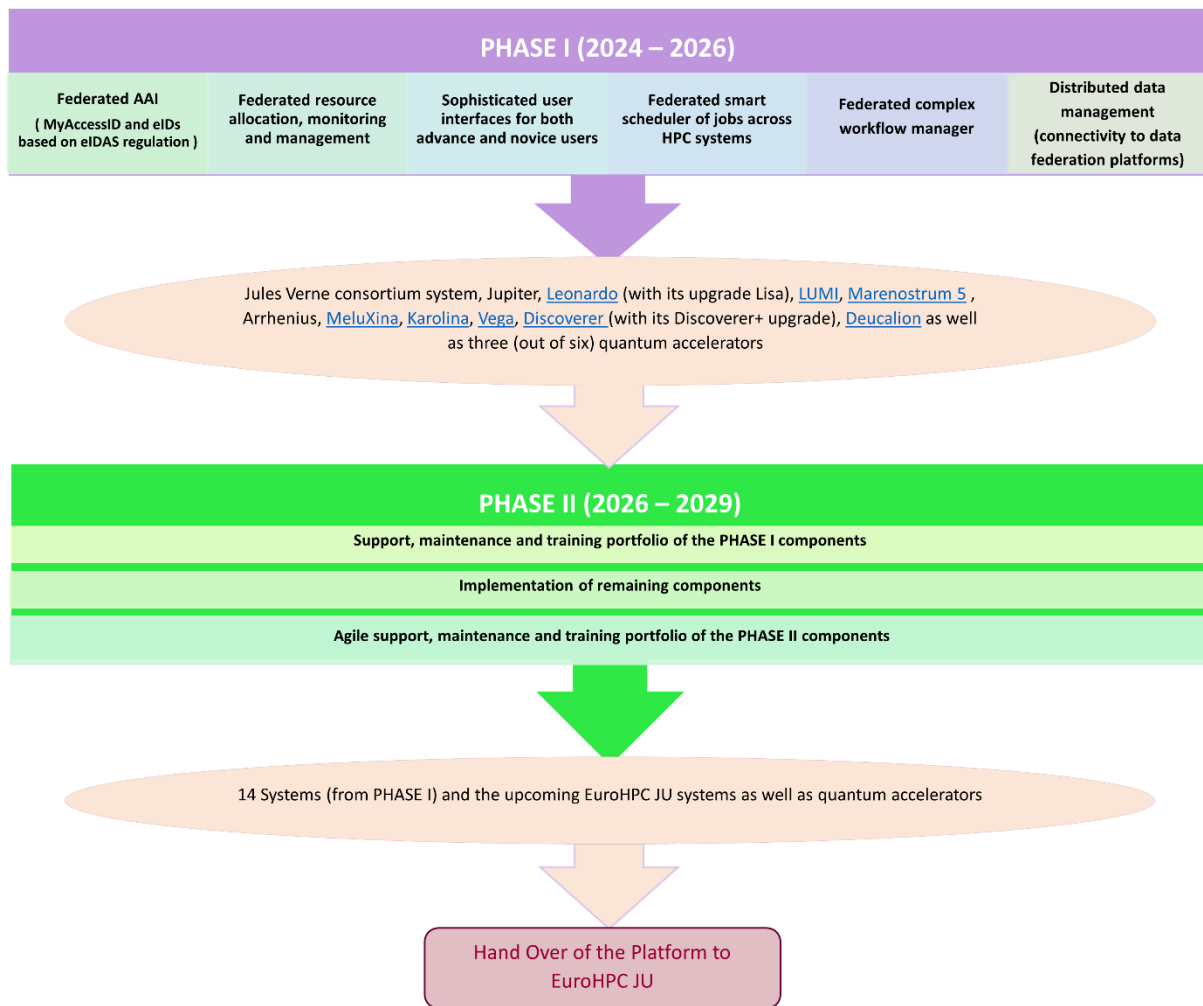 PHASE I (2024 – 2026)
Federated AAI
( MyAccessID and eIDs
based on eIDAS regulation )
Federated resource
allocation, monitoring
and management
Sophisticated user
interfaces for both
advance and novice users
Federated smart
scheduler of jobs across
HPC systems
Federated complex
workflow manager
Distributed data
management
(connectivity to data
federation platforms)
Jules Verne consortium system, Jupiter, Leonardo (with its upgrade Lisa), LUMI, Marenostrum 5 ,
Arrhenius, MeluXina, Karolina, Vega, Discoverer (with its Discoverer+ upgrade), Deucalion as well
as three (out of six) quantum accelerators
PHASE II (2026 – 2029)
Support, maintenance and training portfolio of the PHASE I components
Implementation of remaining components
Agile support, maintenance and training portfolio of the PHASE II components
14 Systems (from PHASE I) and the upcoming EuroHPC JU systems as well as quantum accelerators
Hand Over of the Platform to
EuroHPC JU